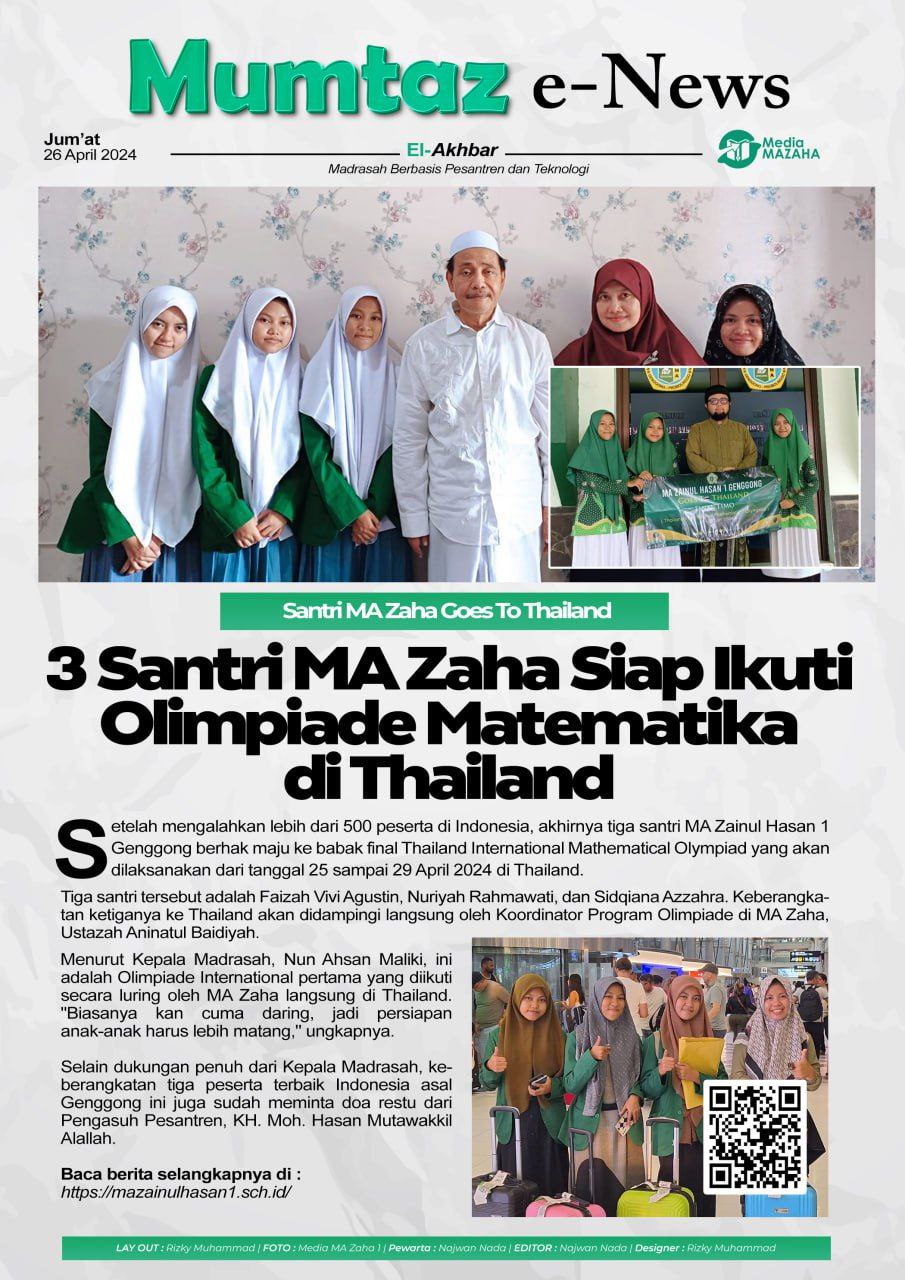 Mumtaz e-News
Jum'at
26 April 2024
El-Akhbar
Madrasah Berbasis Pesantren dan Teknologi
Media
MAZAHA
MA ZAINUL HASAN 1 GENGGONG
THAILAND
TIMO
Santri MA Zaha Goes To Thailand
3 Santri MA Zaha Siap Ikuti
Olimpiade Matematika
di Thailand
Setelah mengalahkan lebih dari 500 peserta di Indonesia, akhirnya tiga santri MA Zainul Hasan 1
Genggong berhak maju ke babak final Thailand International Mathematical Olympiad yang akan
dilaksanakan dari tanggal 25 sampai 29 April 2024 di Thailand.
Tiga santri tersebut adalah Faizah Vivi Agustin, Nuriyah Rahmawati, dan Sidqiana Azzahra. Keberangka-
tan ketiganya ke Thailand akan didampingi langsung oleh Koordinator Program Olimpiade di MA Zaha,
Ustazah Aninatul Baidiyah.
Menurut Kepala Madrasah, Nun Ahsan Maliki, ini
adalah Olimpiade International pertama yang diikuti
secara luring oleh MA Zaha langsung di Thailand.
"Biasanya kan cuma daring, jadi persiapan
anak-anak harus lebih matang," ungkapnya.
Selain dukungan penuh dari Kepala Madrasah, ke-
berangkatan tiga peserta terbaik Indonesia asal
Genggong ini juga sudah meminta doa restu dari
Pengasuh Pesantren, KH. Moh. Hasan Mutawakkil
Alallah.
Baca berita selangkapnya di :
https://mazainulhasan1.sch.id/
LAY OUT : Rizky Muhammad | FOTO : Media MA Zaha 1 | Pewarta : Najwan Nada | EDITOR : Najwan Nada | Designer : Rizky Muhammad